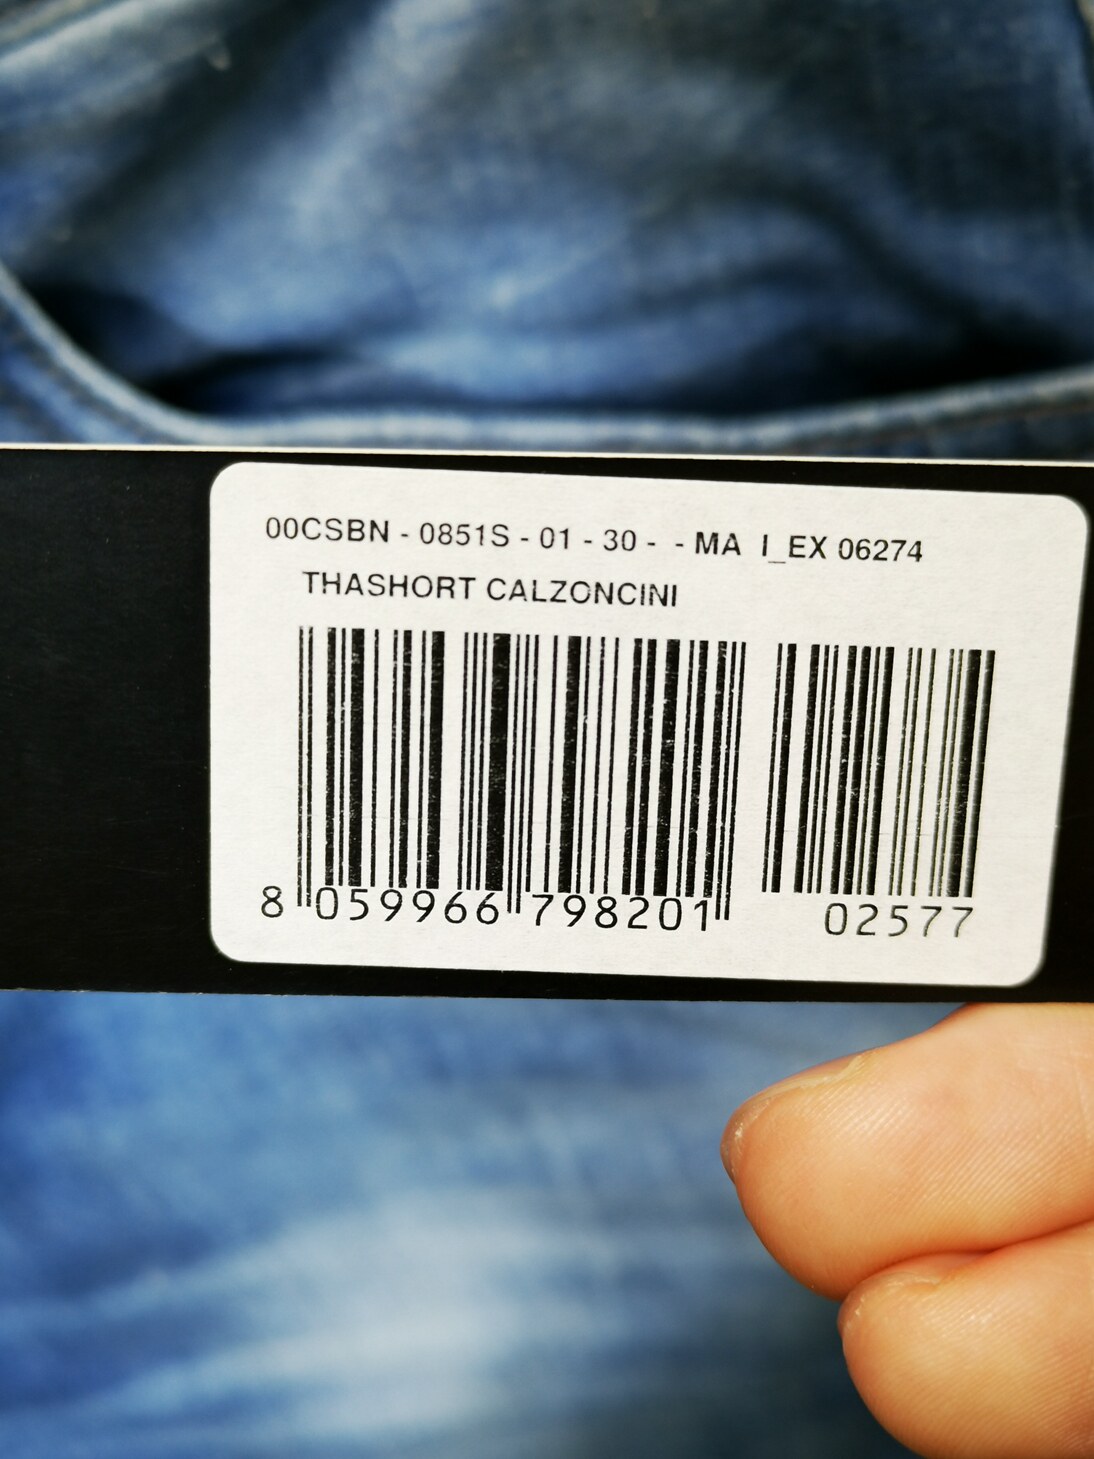 00CSBN - 0851S - 01 - 30 -  - MA  I_EX 06274
THASHORT CALZONCINI
8 059966 798201 02577